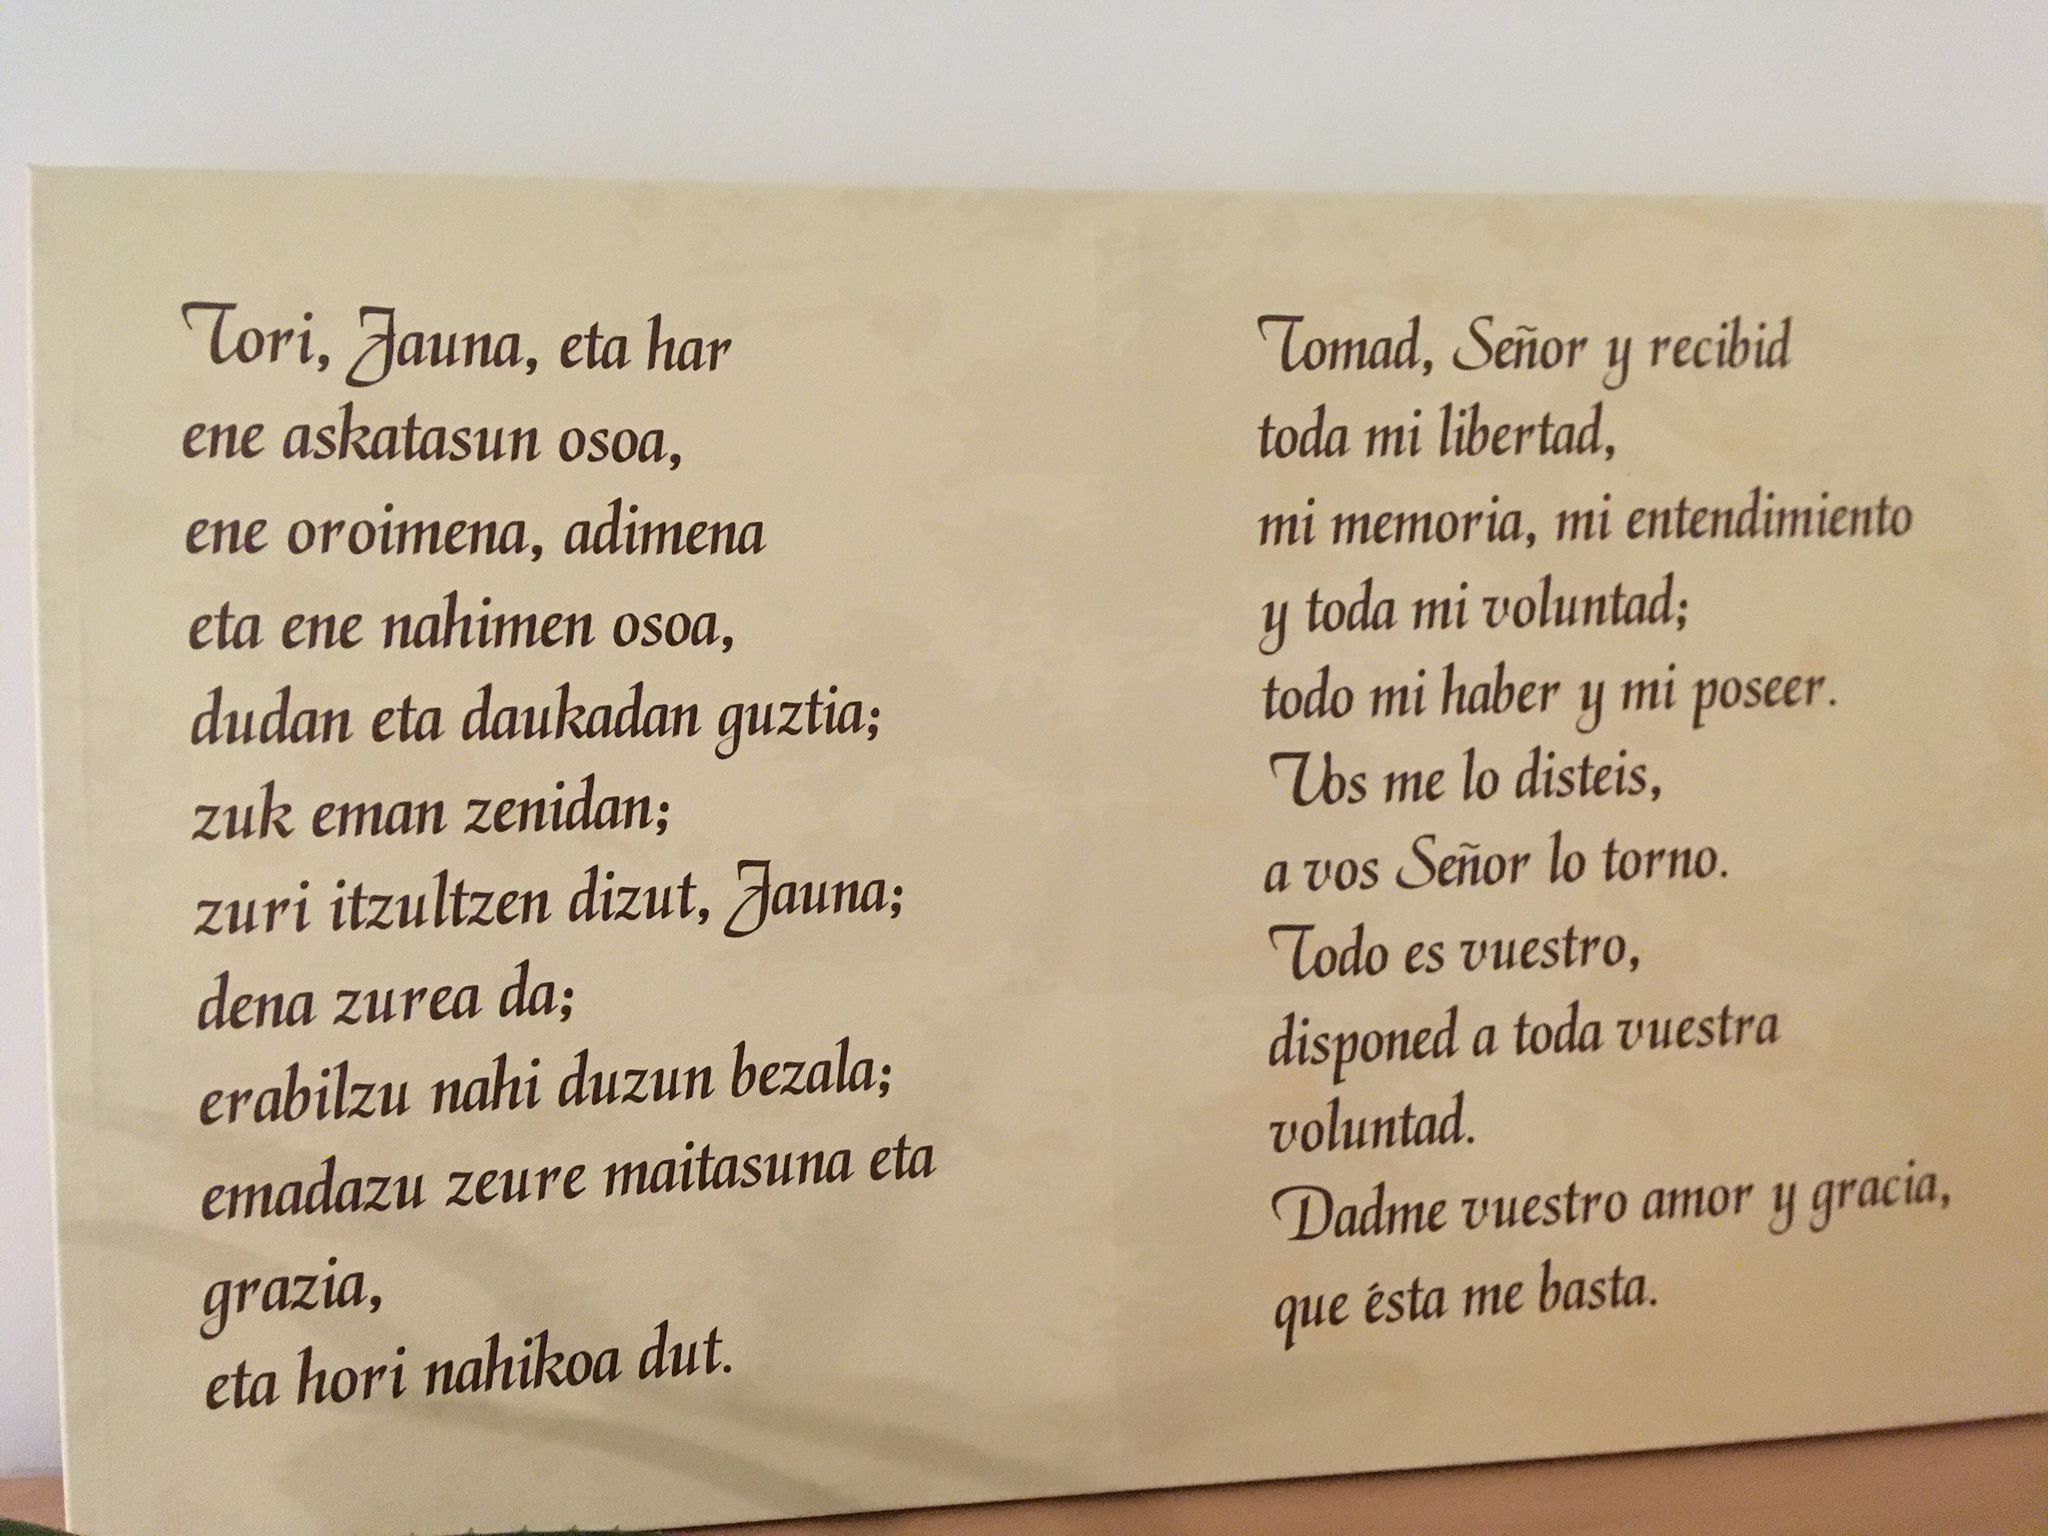 Tori, Jauna, eta har
ene askatasun osoa,
ene oroimena, adimena
eta ene nahimen osoa,
dudan eta daukadan guztia;
zuk eman zenidan;
zuri itzultzen dizut, Jauna;
dena zurea da;
erabilzu nahi duzun bezala;
emadazu zeure maitasuna eta
grazia,
eta hori nahikoa dut.
Tomad, Señor y recibid
toda mi libertad,
mi memoria, mi entendimiento
y toda mi voluntad;
todo mi haber y mi poseer.
Vos me lo disteis,
a vos Señor lo torno.
Todo es vuestro,
disponed a toda vuestra
voluntad.
Dadme vuestro amor y gracia,
que ésta me basta.